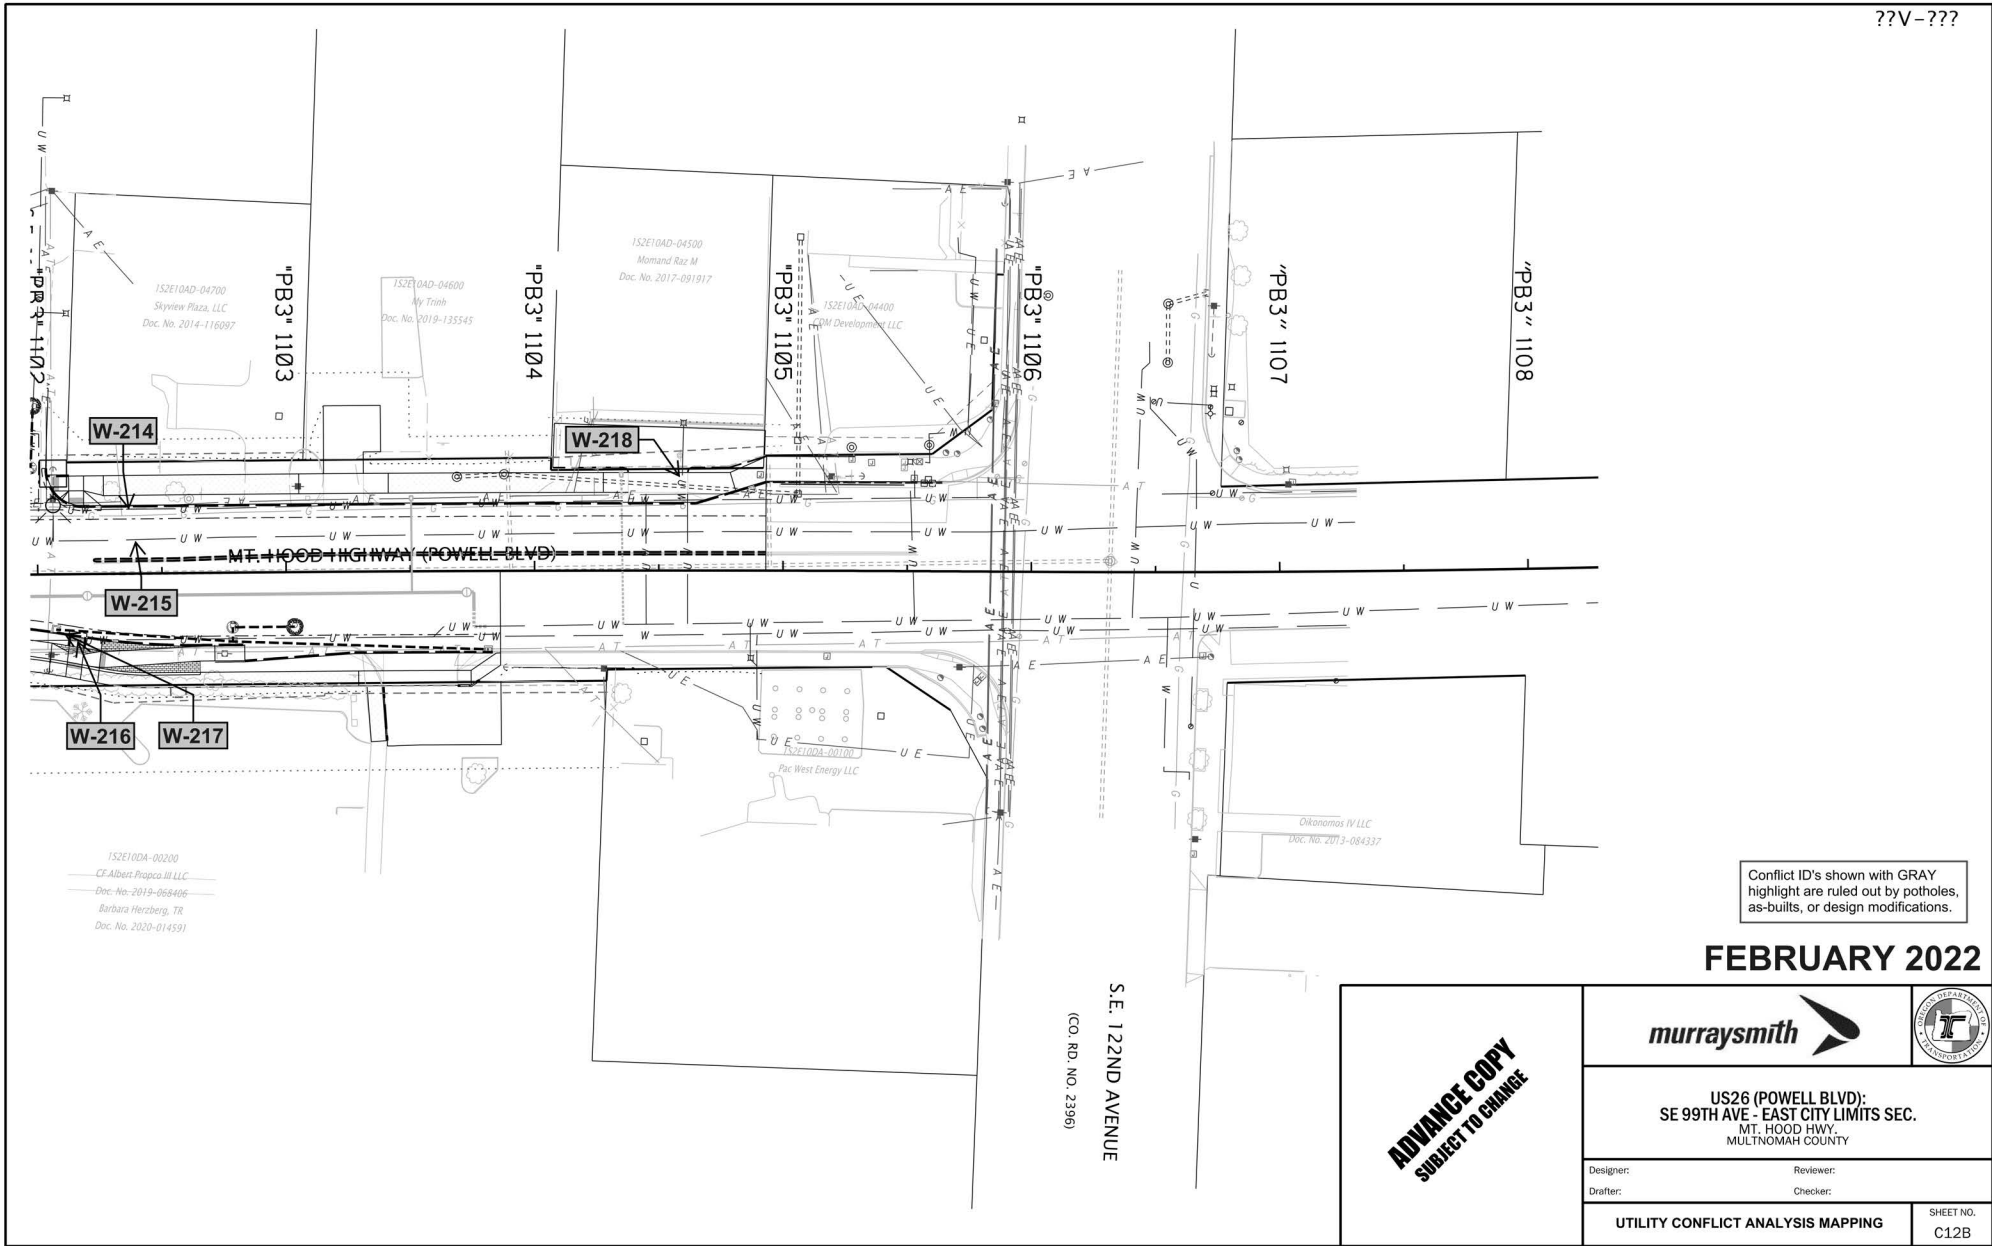 ??V-???
"PB3" 1102
"PB3" 1103
"PB3" 1104
"PB3" 1105
"PB3" 1106
"PB3" 1107
"PB3" 1108
1S2E10AD-04700
Skyview Plaza, LLC
Doc. No. 2014-116097
1S2E10AD-04600
My Trinh
Doc. No. 2019-135545
1S2E10AD-04500
Momand Raz M
Doc. No. 2017-091917
1S2E10AD-04400
CDM Development LLC
W-214
W-218
MT. HOOD HIGHWAY (POWELL BLVD)
W-215
W-216
W-217
1S2E10DA-00100
Pac West Energy LLC
Oikonomos IV LLC
Doc. No. 2013-084337
1S2E10DA-00200
CF Albert Propco III LLC
Doc. No. 2019-068406
Barbara Herzberg, TR
Doc. No. 2020-014591
S.E. 122ND AVENUE
(CO. RD. NO. 2396)
Conflict ID's shown with GRAY
highlight are ruled out by potholes,
as-builts, or design modifications.
FEBRUARY 2022
ADVANCE COPY
SUBJECT TO CHANGE
murraysmith
OREGON DEPARTMENT OF
TRANSPORTATION
US26 (POWELL BLVD):
SE 99TH AVE - EAST CITY LIMITS SEC.
MT. HOOD HWY.
MULTNOMAH COUNTY
Designer: Reviewer:
Drafter: Checker:
UTILITY CONFLICT ANALYSIS MAPPING
SHEET NO.
C12B